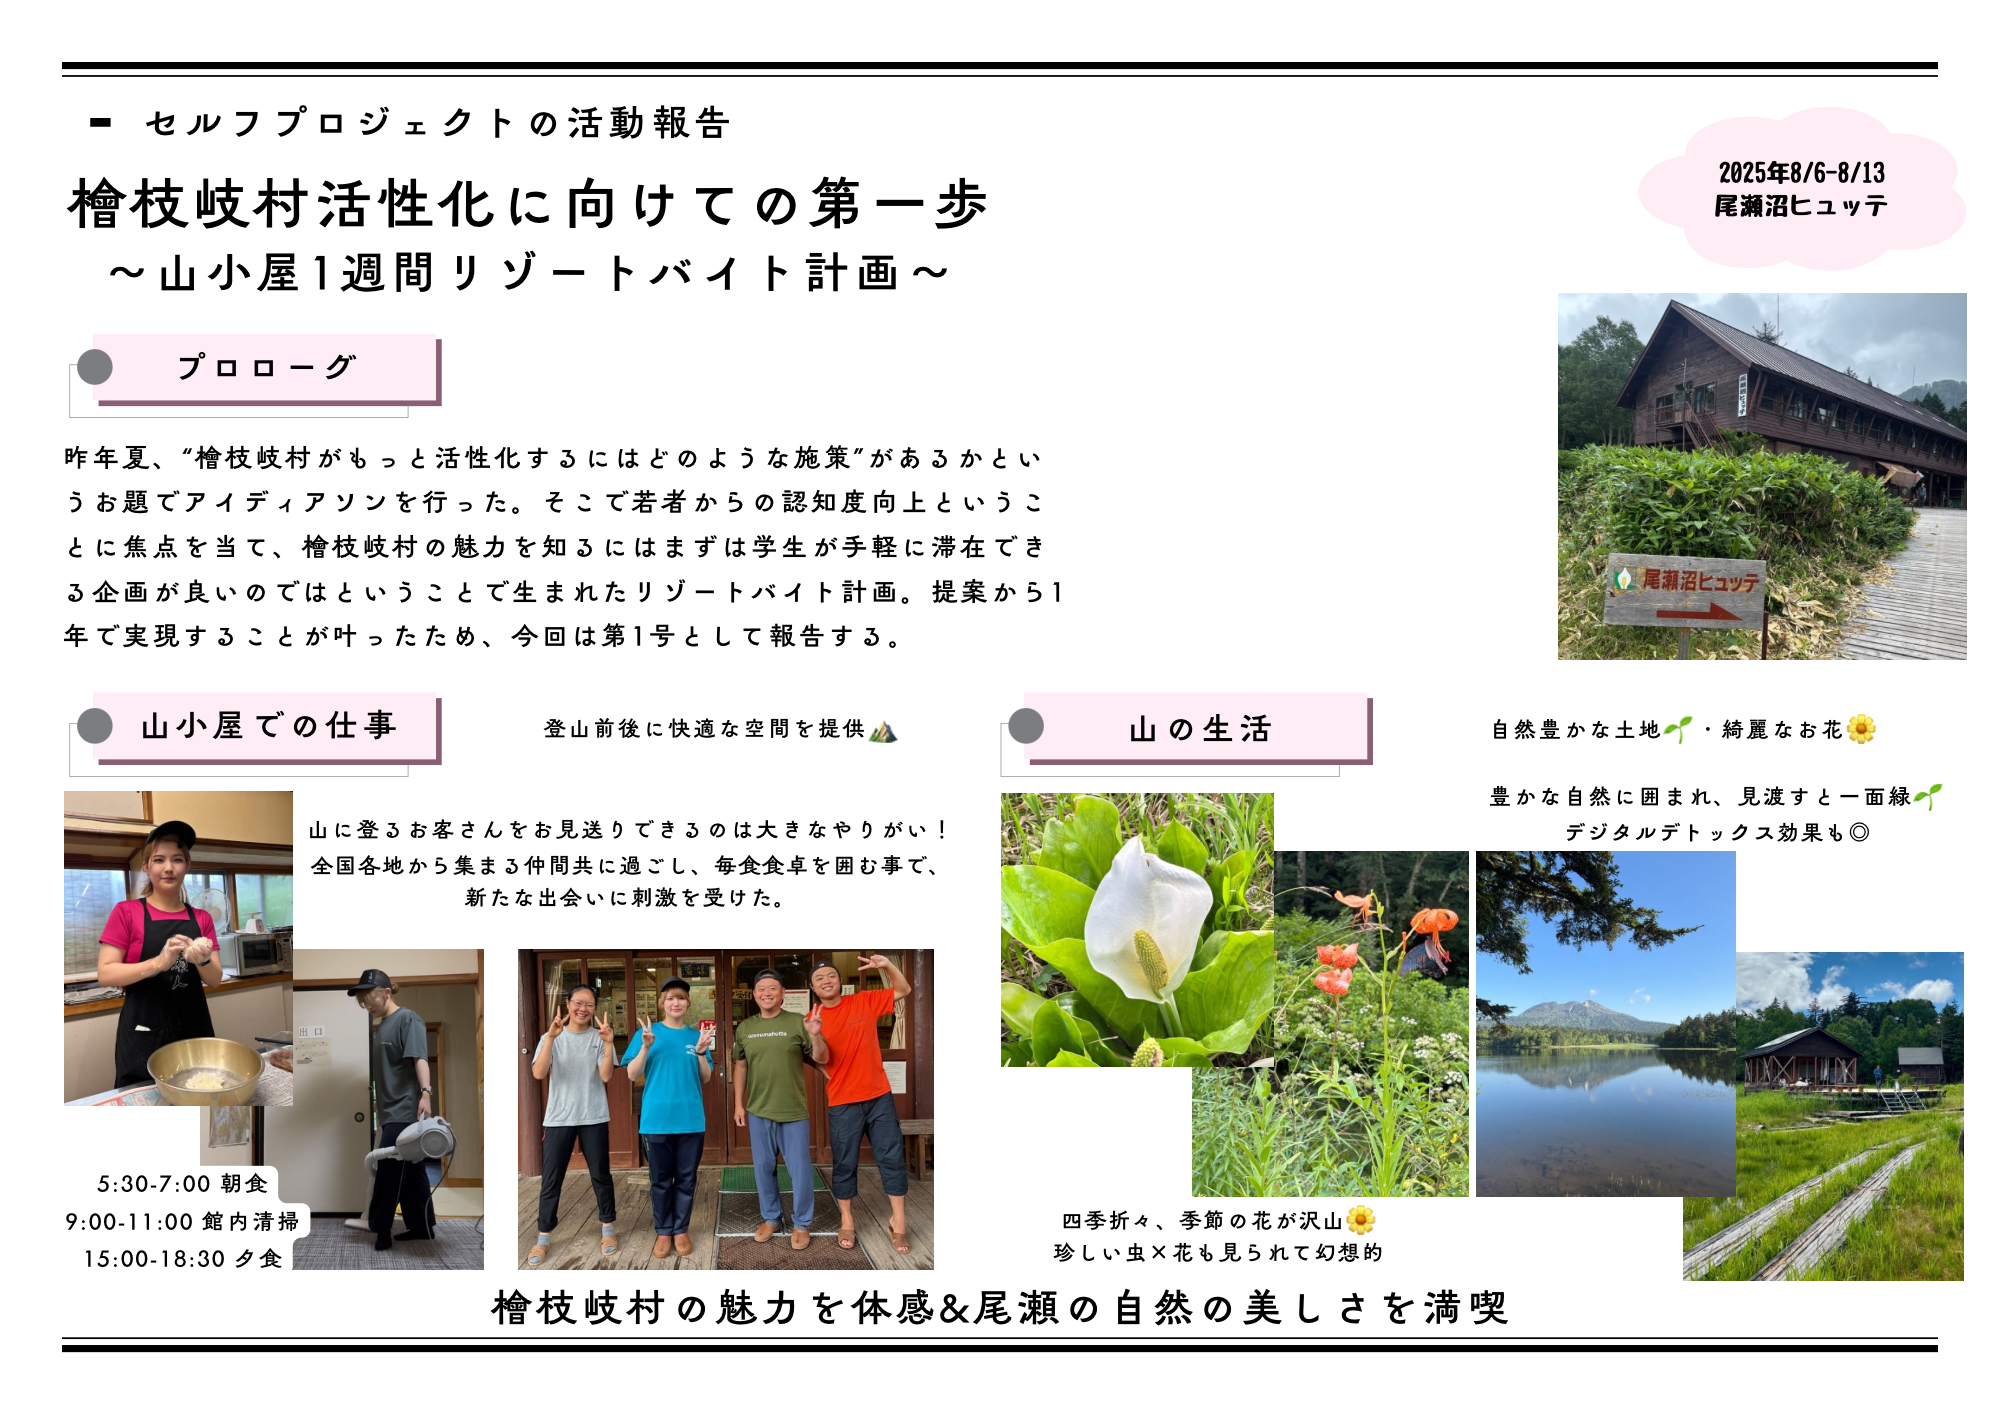 - セルフプロジェクトの活動報告
檜枝岐村活性化に向けての第一歩
～山小屋1週間リゾートバイト計画～
2025年8/6-8/13
尾瀬沼ヒュッテ
プロローグ
昨年夏、“檜枝岐村がもっと活性化するにはどのような施策”があるかとい
うお題でアイディアソンを行った。そこで若者からの認知度向上というこ
とに焦点を当て、檜枝岐村の魅力を知るにはまずは学生が手軽に滞在でき
る企画が良いのではということで生まれたリゾートバイト計画。提案から1
年で実現することが叶ったため、今回は第1号として報告する。
尾瀬沼ヒュッテ
尾瀬沼ヒュッテ
山小屋での仕事
登山前後に快適な空間を提供⛰️
山に登るお客さんをお見送りできるのは大きなやりがい！
全国各地から集まる仲間共に過ごし、毎食食卓を囲む事で、
新たな出会いに刺激を受けた。
出口
ozenumahutte
5:30-7:00 朝食
9:00-11:00 館内清掃
15:00-18:30 夕食
山の生活
自然豊かな土地🌱・綺麗なお花🌼
豊かな自然に囲まれ、見渡すと一面緑🌱
デジタルデトックス効果も◎
四季折々、季節の花が沢山🌼
珍しい虫×花も見られて幻想的
檜枝岐村の魅力を体感&尾瀬の自然の美しさを満喫